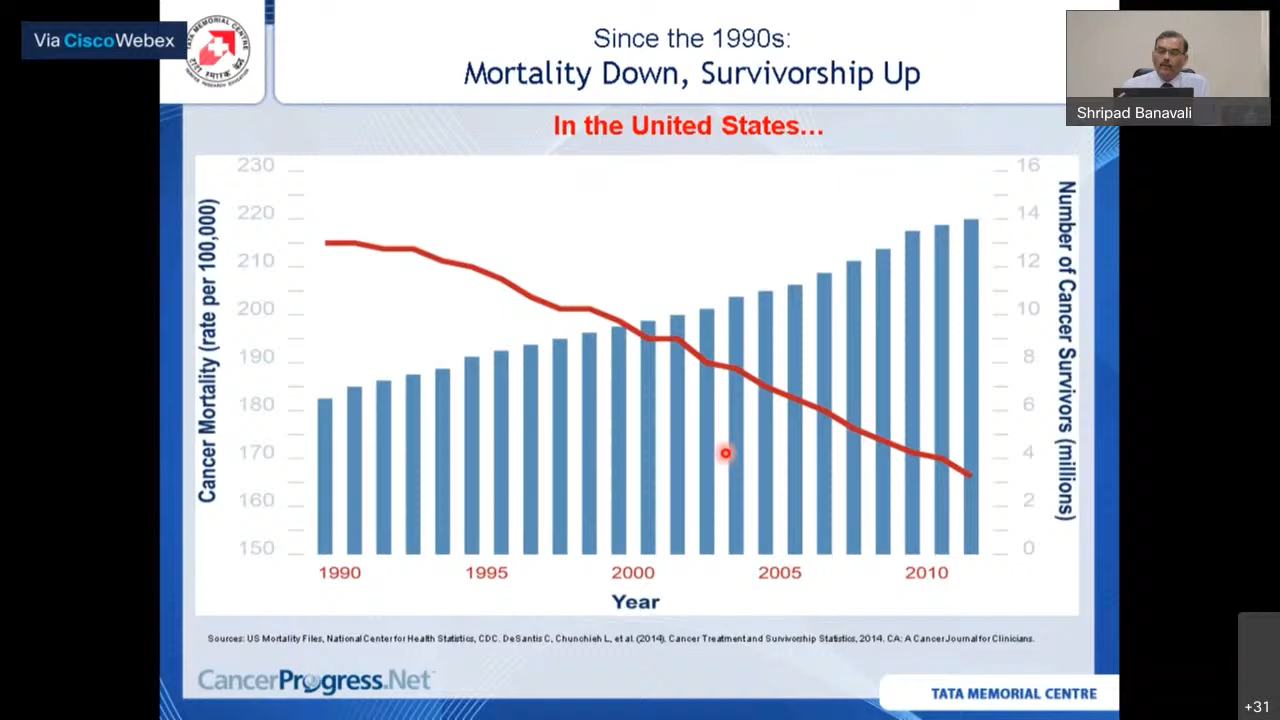 Via CiscoWebex
TATA MEMORIAL CENTRE
Since the 1990s:
Mortality Down, Survivorship Up
In the United States...
Shripad Banavali
Cancer Mortality (rate per 100,000)
230
220
210
200
190
180
170
160
150
16
14
12
10
8
6
4
2
0
Number of Cancer Survivors (millions)
1990 1995 2000 2005 2010
Year
Sources: US Mortality Files, National Center for Health Statistics, CDC. DeSantis C, Chunchieh L, et al. (2014). Cancer Treatment and Survivorship Statistics, 2014. CA: A Cancer Journal for Clinicians.
CancerProgress.Net
TATA MEMORIAL CENTRE
+31